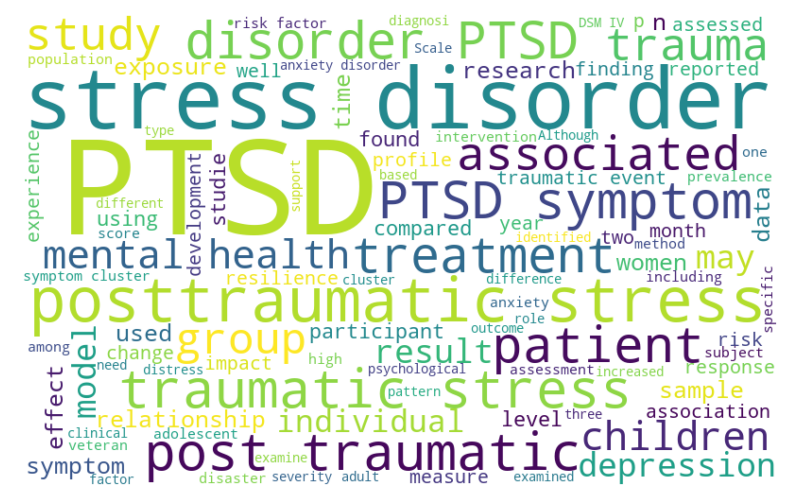 study
disorder
PTSD
trauma
risk factor
diagnosi
DSM IV
p
n
assessed
population
exposure
well
Scale
anxiety disorder
research
finding
reported
stress disorder
time
type
found
intervention
Although
associated
one
PTSD
experience
development
studie
different
support
profile
based
traumatic event
prevalence
using
score
PTSD symptom
data
compared
year
two
month
identified
method
mental health
treatment
women
may
symptom cluster
resilience
cluster
difference
including
specific
posttraumatic stress
anxiety
role
model
used
group
participant
outcome
patient
risk
among
change
need
distress
impact
high
result
psychological
assessment
increased
subject
response
effect
traumatic stress
pattern
sample
relationship
individual
level
three
association
clinical
adolescent
veteran
examine
post traumatic
children
symptom
factor
disaster
severity
adult
measure
examined
depression